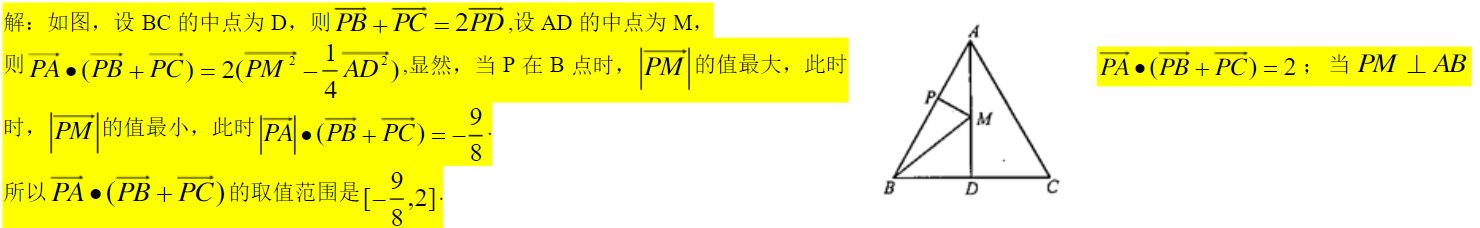 解：如图，设 BC 的中点为 D，则 $\overrightarrow{PB}+\overrightarrow{PC}=2\overrightarrow{PD}$,设 AD 的中点为 M，
则 $\overrightarrow{PA}\bullet(\overrightarrow{PB}+\overrightarrow{PC})=2(\overrightarrow{PM}^{2}-\frac{1}{4}\overrightarrow{AD}^{2})$,显然，当 P 在 B 点时，$|\overrightarrow{PM}|$ 的值最大，此时 $\overrightarrow{PA}\bullet(\overrightarrow{PB}+\overrightarrow{PC})=2$；当 $PM\perp AB$
时，$|\overrightarrow{PM}|$ 的值最小，此时 $|\overrightarrow{PA}|\bullet(\overrightarrow{PB}+\overrightarrow{PC})=-\frac{9}{8}$.
所以 $\overrightarrow{PA}\bullet(\overrightarrow{PB}+\overrightarrow{PC})$ 的取值范围是 $[-\frac{9}{8},2]$.
A
P
M
B D C